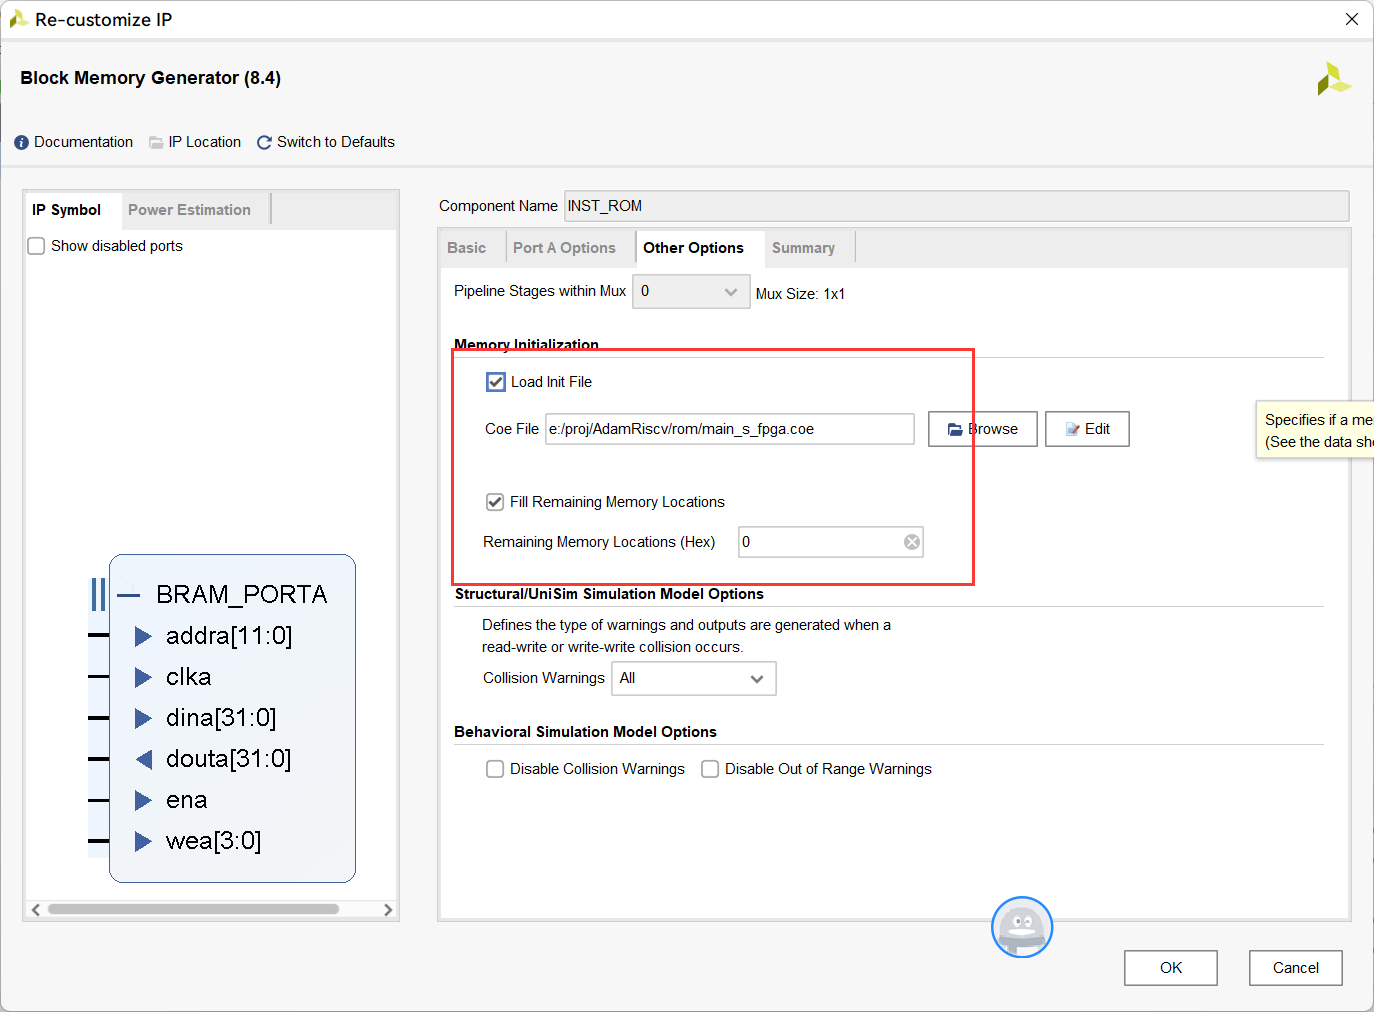 Re-customize IP
Block Memory Generator (8.4)
Documentation IP Location Switch to Defaults
IP Symbol Power Estimation
Show disabled ports
BRAM_PORTA
addra[11:0]
clka
dina[31:0]
douta[31:0]
ena
wea[3:0]
Component Name INST_ROM
Basic Port A Options Other Options Summary
Pipeline Stages within Mux 0 Mux Size: 1x1
Memory Initialization
Load Init File
Coe File e:/proj/AdamRiscv/rom/main_s_fpga.coe Browse Edit
Fill Remaining Memory Locations
Remaining Memory Locations (Hex) 0
Structural/UniSim Simulation Model Options
Defines the type of warnings and outputs are generated when a
read-write or write-write collision occurs.
Collision Warnings All
Behavioral Simulation Model Options
Disable Collision Warnings Disable Out of Range Warnings
Specifies if a me
(See the data she
OK Cancel